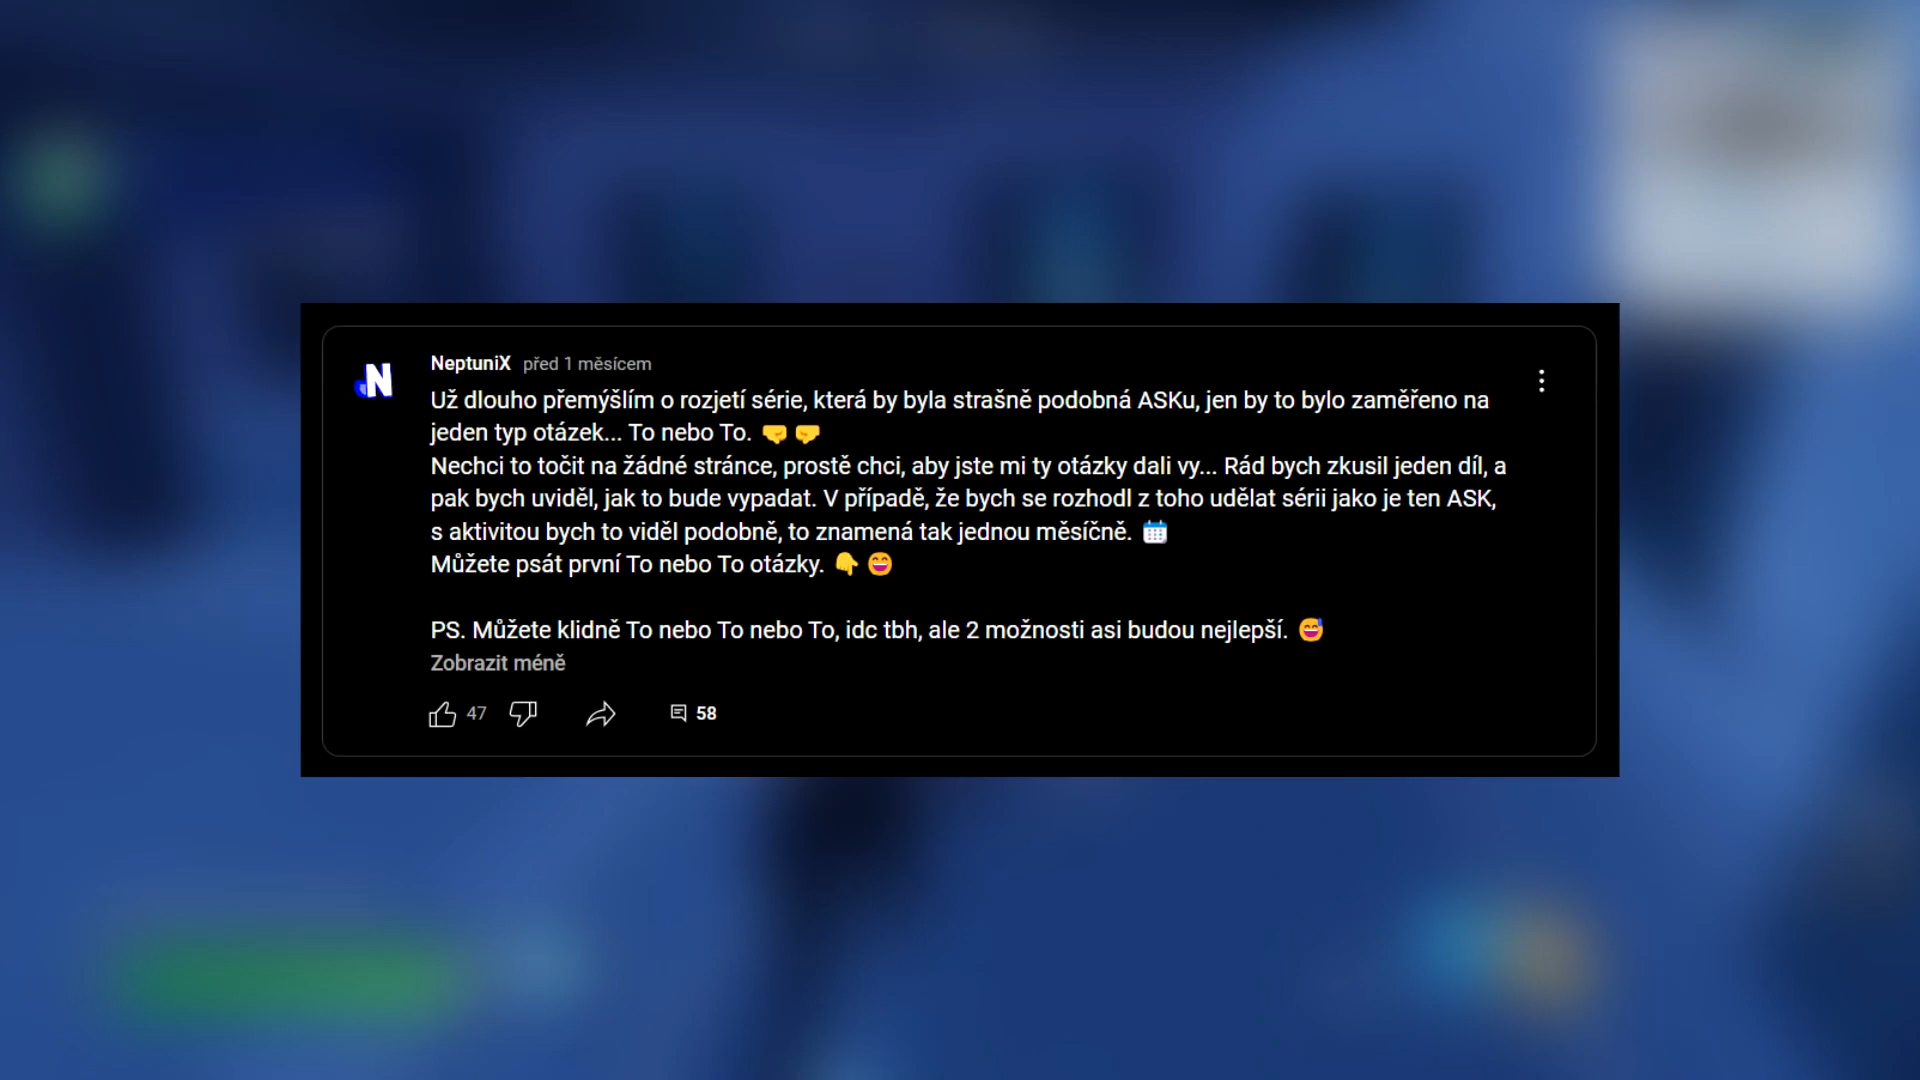 NeptuniX před 1 měsícem
Už dlouho přemýšlím o rozjetí série, která by byla strašně podobná ASKu, jen by to bylo zaměřeno na
jeden typ otázek... To nebo To. 🤜 🤛
Nechci to točit na žádné stránce, prostě chci, aby jste mi ty otázky dali vy... Rád bych zkusil jeden díl, a
pak bych uviděl, jak to bude vypadat. V případě, že bych se rozhodl z toho udělat sérii jako je ten ASK,
s aktivitou bych to viděl podobně, to znamená tak jednou měsíčně. 🗓️
Můžete psát první To nebo To otázky. 👇 😄
PS. Můžete klidně To nebo To nebo To, idc tbh, ale 2 možnosti asi budou nejlepší. 😅
Zobrazit méně
47 58